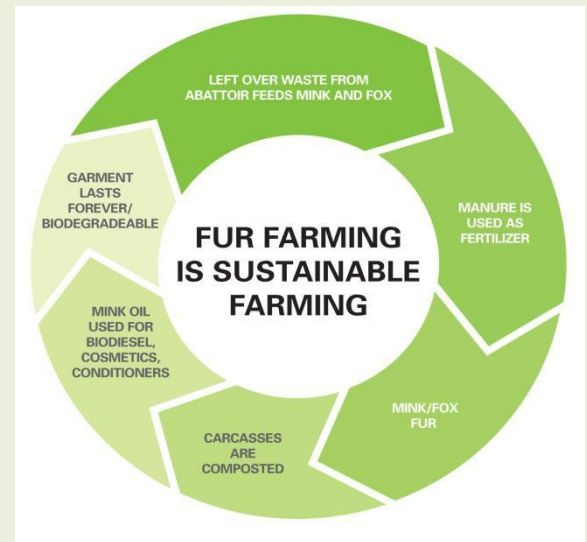 LEFT OVER WASTE FROM
ABATTOIR FEEDS MINK AND FOX
MANURE IS
USED AS
FERTILIZER
MINK/FOX
FUR
CARCASSES
ARE
COMPOSTED
MINK OIL
USED FOR
BIODIESEL,
COSMETICS,
CONDITIONERS
GARMENT
LASTS
FOREVER/
BIODEGRADEABLE
FUR FARMING
IS SUSTAINABLE
FARMING